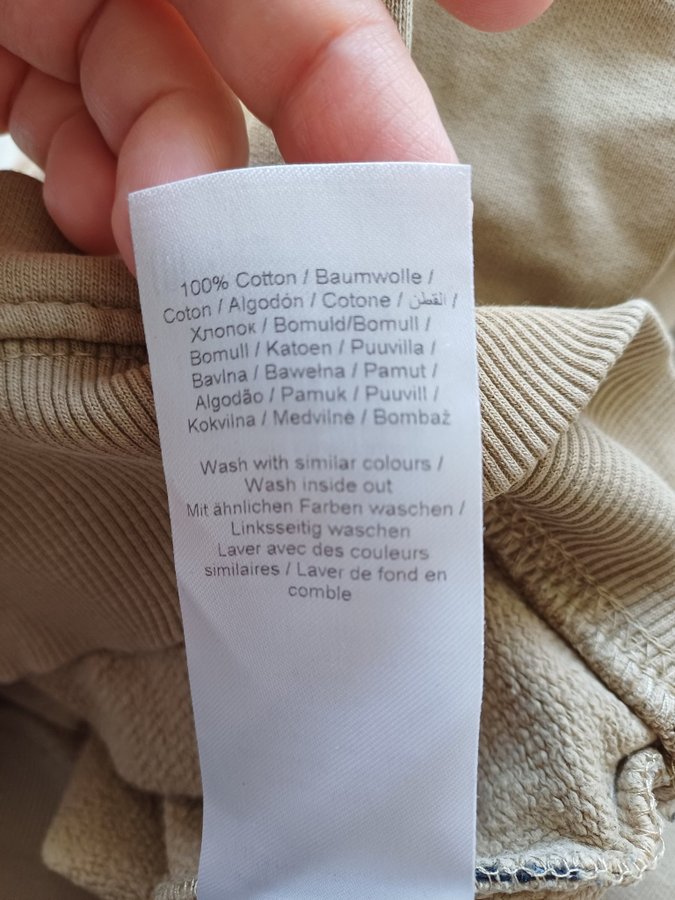 100% Cotton / Baumwolle /
Coton / Algodón / Cotone / القطن /
Хлопок / Bomuld/Bomull /
Bomull / Katoen / Puuvilla /
Bavlna / Bawełna / Pamut /
Algodão / Pamuk / Puuvill /
Kokvilna / Medvilnė / Bombaž
Wash with similar colours /
Wash inside out
Mit ähnlichen Farben waschen /
Linksseitig waschen
Laver avec des couleurs
similaires / Laver de fond en
comble